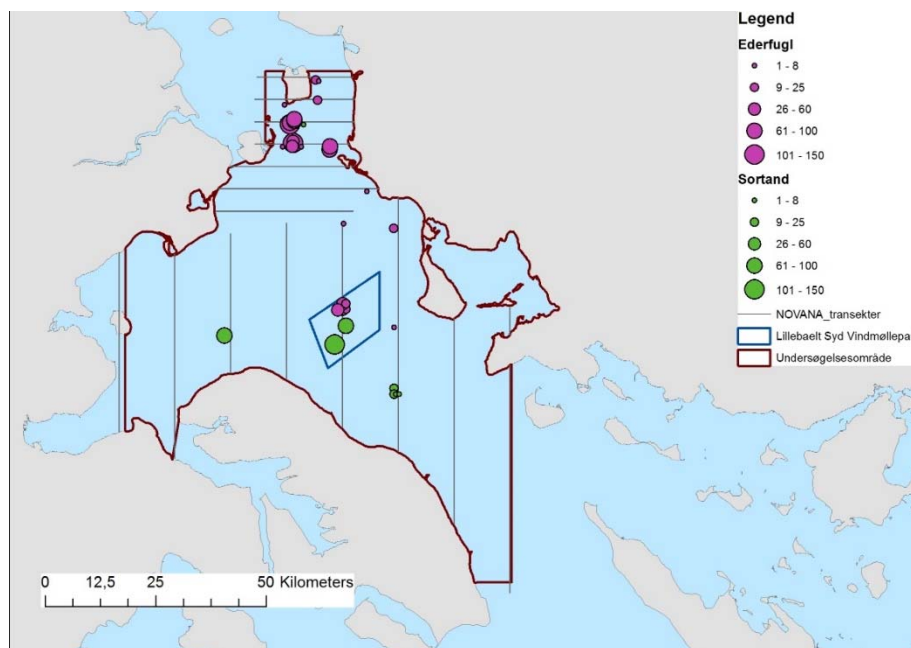 Legend
Ederfugl
1 - 8
9 - 25
26 - 60
61 - 100
101 - 150
Sortand
1 - 8
9 - 25
26 - 60
61 - 100
101 - 150
NOVANA_transekter
Lillebaelt Syd Vindmøllepa
Undersøgelsesområde
0 12,5 25 50 Kilometers